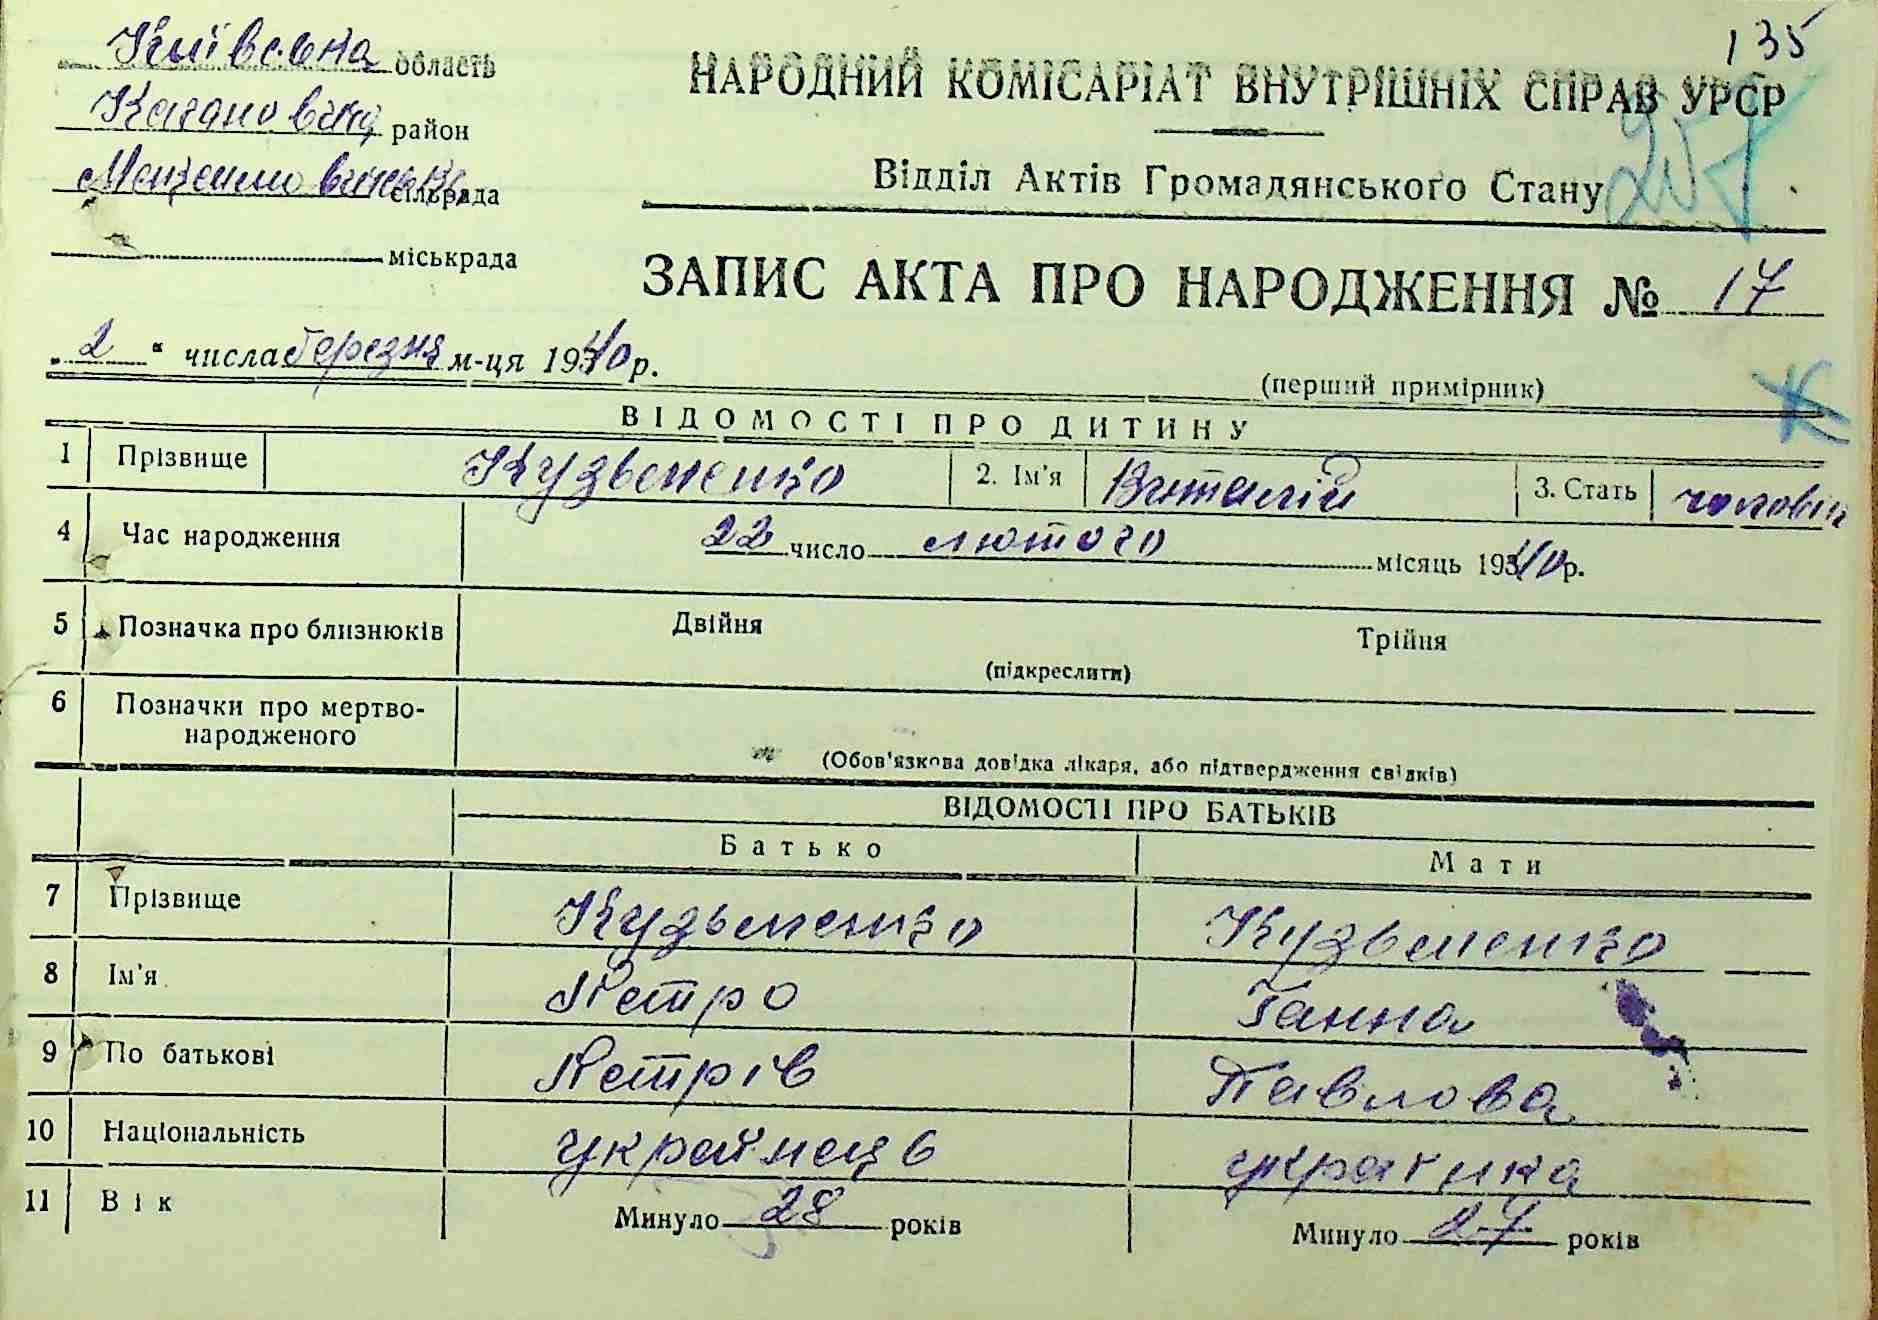 135
Київська область
НАРОДНИЙ КОМІСАРІАТ ВНУТРІШНІХ СПРАВ УРСР
район
257
Відділ Актів Громадянського Стану
сільрада
міськрада
ЗАПИС АКТА ПРО НАРОДЖЕННЯ № 17
„ 2 “ числа березня м-ця 1940 р.
(перший примірник)
ВІДОМОСТІ ПРО ДИТИНУ
1 Прізвище Кузьменко 2. Ім'я Виталій 3. Стать чоловіч
4 Час народження 22 число лютого місяць 1940 р.
5 Позначка про близнюків Двійня Трійня
(підкреслити)
6 Позначки про мертво-
народженого
(Обов'язкова довідка лікаря, або підтвердження свідків)
ВІДОМОСТІ ПРО БАТЬКІВ
Батько Мати
7 Прізвище Кузьменко Кузьменко
8 Ім'я Петро Ганна
9 По батькові Петрів Павлова
10 Національність українець українка
11 Вік Минуло 28 років Минуло 27 років